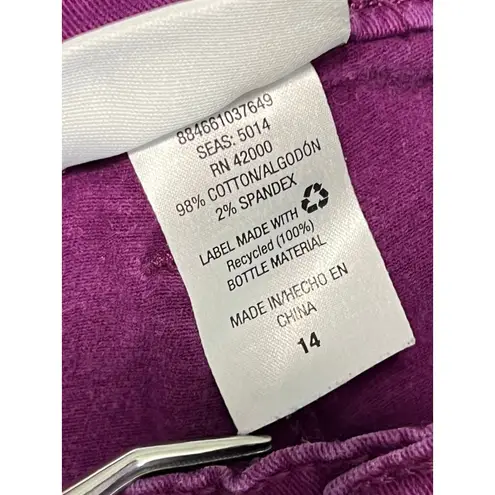 884661037649
SEAS: 5014
RN 42000
98% COTTON/ALGODÓN
2% SPANDEX
LABEL MADE WITH
Recycled (100%)
BOTTLE MATERIAL
MADE IN/HECHO EN
CHINA
14